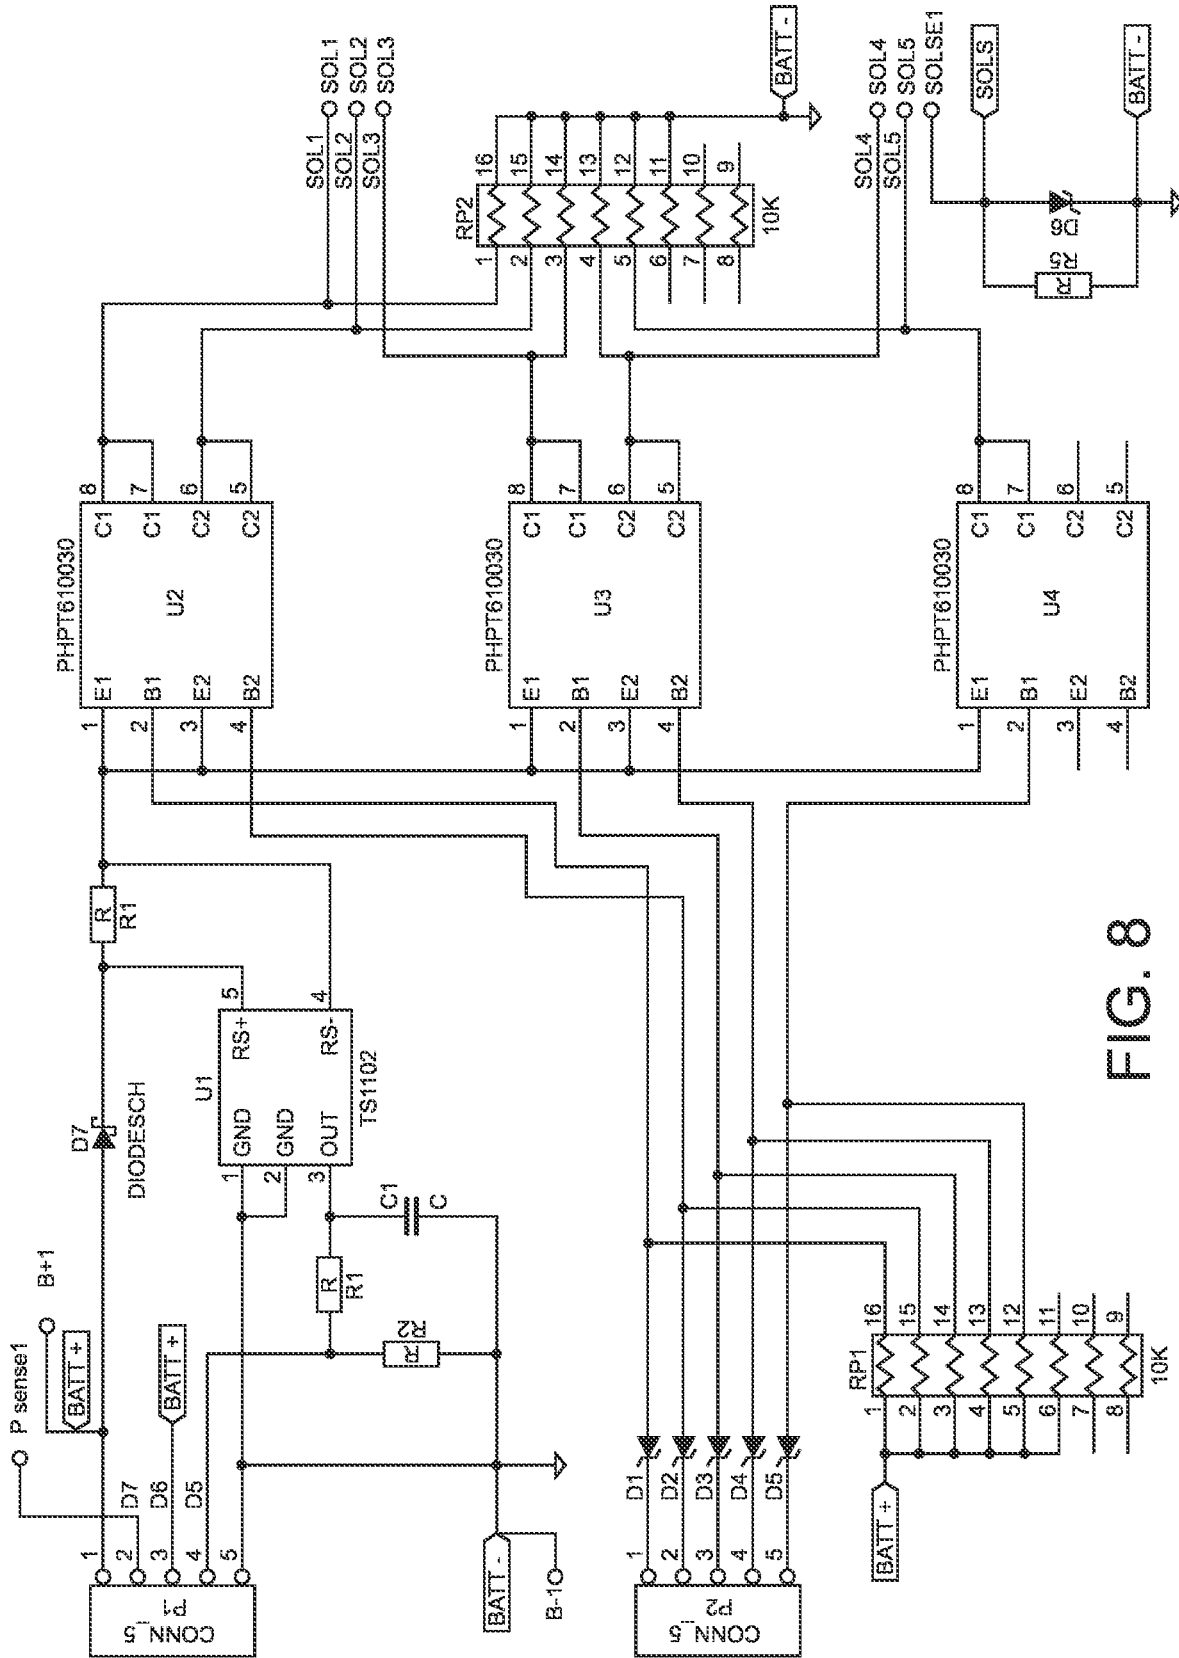 P sense1
B+1
BATT +
D7
DIODESCH
R
R1
1
2
3
4
5
D7
D6
D5
BATT +
CONN_5
P1
U1
GND
GND
OUT
RS+
RS-
1
2
3
5
4
TS1102
R
R1
C1
C
R
R2
BATT -
B-1
PHPT610030
U2
E1
B1
E2
B2
C1
C1
C2
C2
1
2
3
4
8
7
6
5
PHPT610030
U3
E1
B1
E2
B2
C1
C1
C2
C2
1
2
3
4
8
7
6
5
PHPT610030
U4
E1
B1
E2
B2
C1
C1
C2
C2
1
2
3
4
8
7
6
5
SOL1
SOL2
SOL3
SOL1
SOL2
SOL3
RP2
1
2
3
4
5
6
7
8
16
15
14
13
12
11
10
9
10K
BATT -
SOL4
SOL5
SOL4
SOL5
SOLSE1
SOLS
R
R5
D6
BATT -
CONN_5
P2
1
2
3
4
5
D1
D2
D3
D4
D5
BATT +
RP1
1
2
3
4
5
6
7
8
16
15
14
13
12
11
10
9
10K
FIG. 8